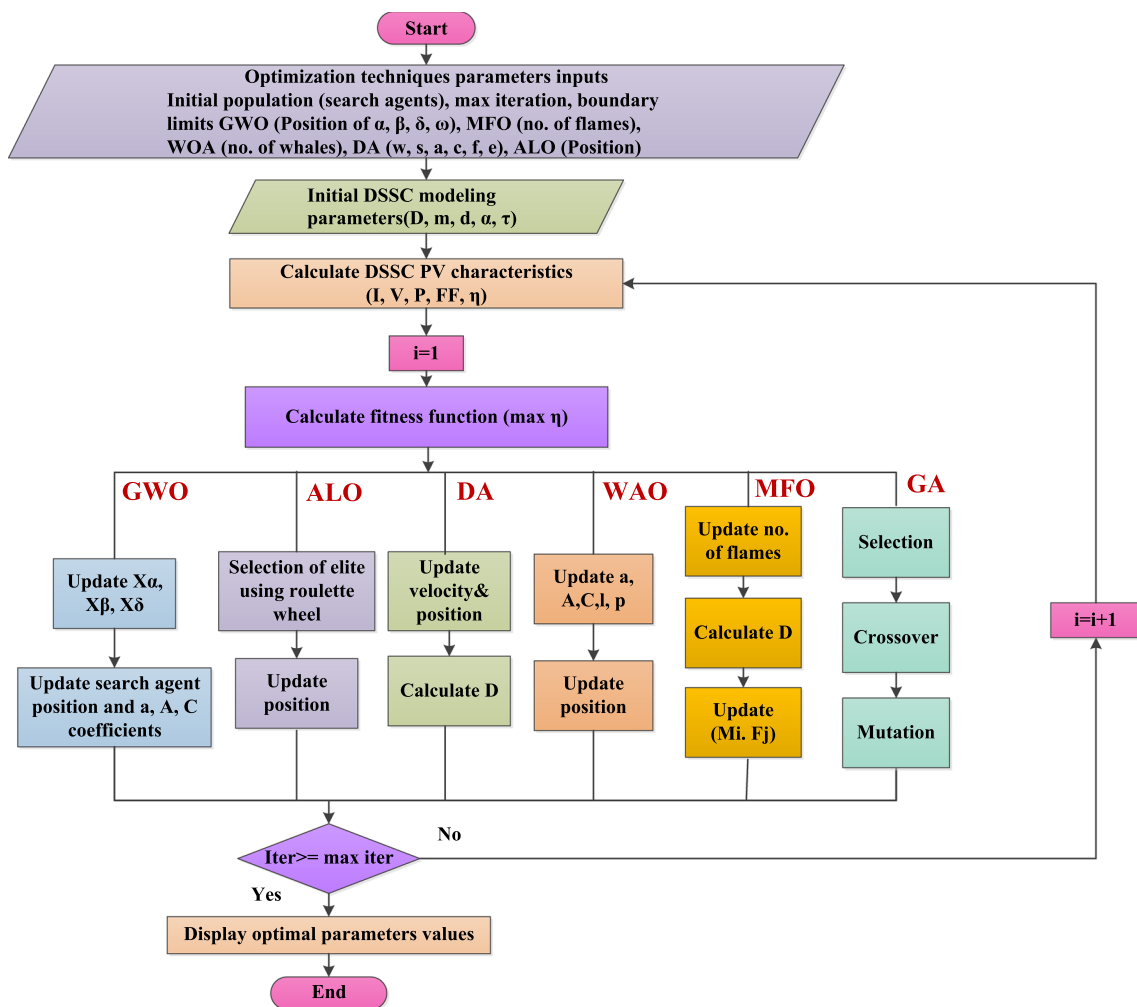 Start
Optimization techniques parameters inputs
Initial population (search agents), max iteration, boundary
limits GWO (Position of α, β, δ, ω), MFO (no. of flames),
WOA (no. of whales), DA (w, s, a, c, f, e), ALO (Position)
Initial DSSC modeling
parameters(D, m, d, α, τ)
Calculate DSSC PV characteristics
(I, V, P, FF, η)
i=1
Calculate fitness function (max η)
GWO
Update Xα,
Xβ, Xδ
Update search agent
position and a, A, C
coefficients
ALO
Selection of elite
using roulette
wheel
Update
position
DA
Update
velocity&
position
Calculate D
WAO
Update a,
A,C,l, p
Update
position
MFO
Update no.
of flames
Calculate D
Update
(Mi. Fj)
GA
Selection
Crossover
Mutation
i=i+1
Iter>= max iter
No
Yes
Display optimal parameters values
End